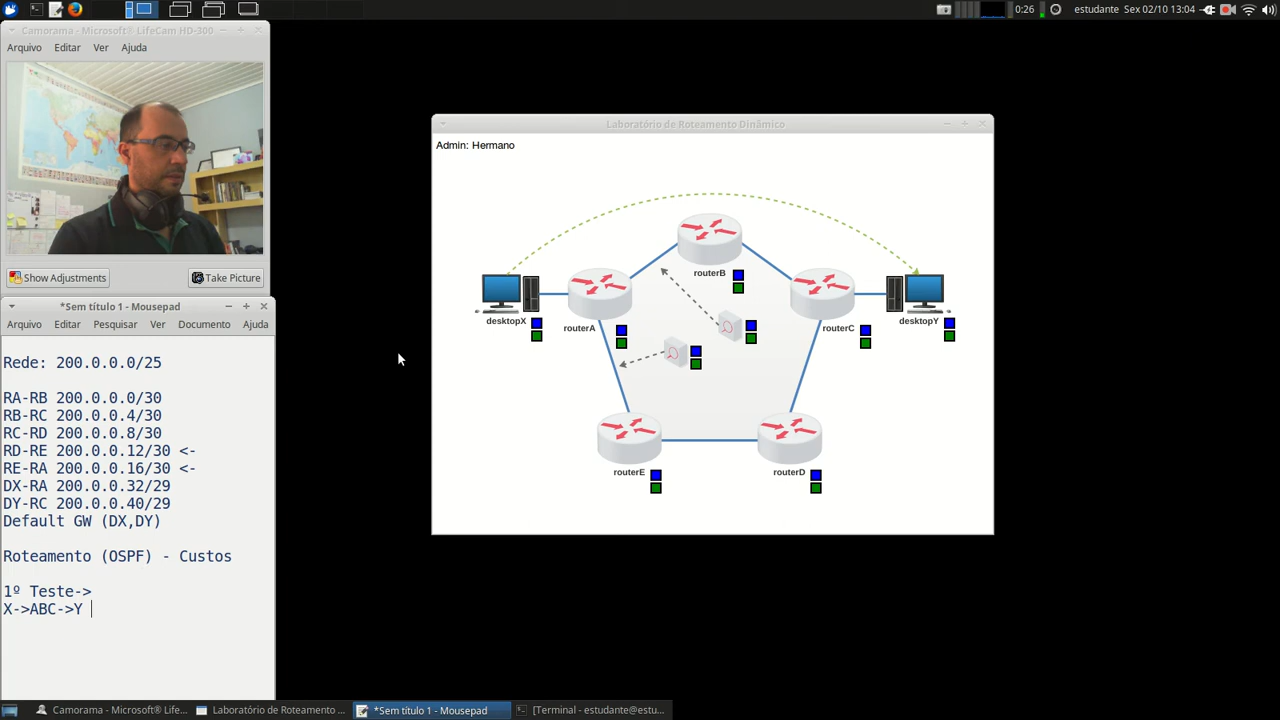 0:26 estudante Sex 02/10 13:04
Camorama - Microsoft® LifeCam HD-300
Arquivo Editar Ver Ajuda
Show Adjustments Take Picture
*Sem título 1 - Mousepad
Arquivo Editar Pesquisar Ver Documento Ajuda
Rede: 200.0.0.0/25
RA-RB 200.0.0.0/30
RB-RC 200.0.0.4/30
RC-RD 200.0.0.8/30
RD-RE 200.0.0.12/30 <-
RE-RA 200.0.0.16/30 <-
DX-RA 200.0.0.32/29
DY-RC 200.0.0.40/29
Default GW (DX,DY)
Roteamento (OSPF) - Custos
1º Teste->
X->ABC->Y
Laboratório de Roteamento Dinâmico
Admin: Hermano
routerB
desktopX
routerA
routerC
desktopY
routerE
routerD
Camorama - Microsoft® LifeCa... Laboratório de Roteamento ... *Sem título 1 - Mousepad [Terminal - estudante@estu...